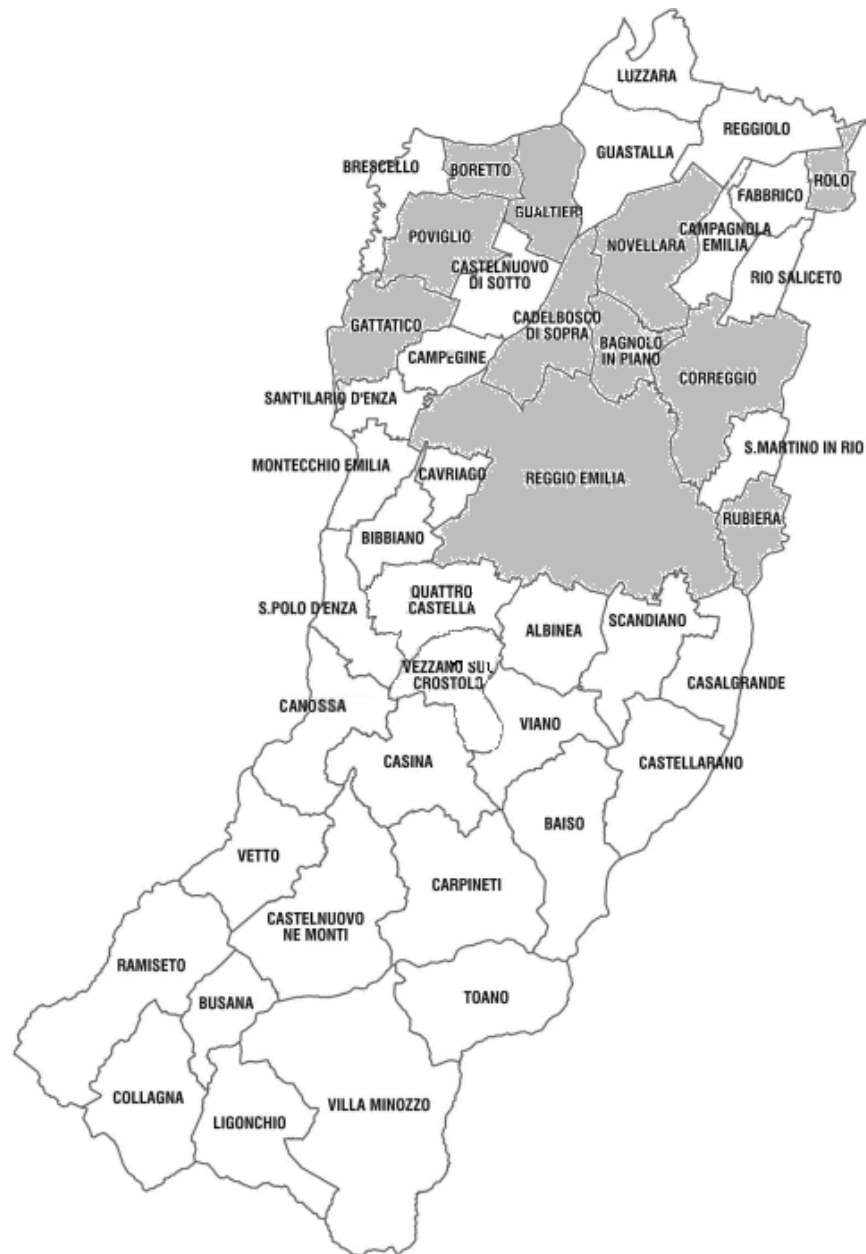 LUZZARA
REGGIOLO
GUASTALLA
BRESCELLO
BORETTO
ROLO
FABBRICO
GUALTIERI
CAMPAGNOLA
EMILIA
POVIGLIO
NOVELLARA
CASTELNUOVO
DI SOTTO
RIO SALICETO
GATTATICO
CADELBOSCO
DI SOPRA
BAGNOLO
IN PIANO
CAMPEGINE
CORREGGIO
SANT'ILARIO D'ENZA
S.MARTINO IN RIO
MONTECCHIO EMILIA
CAVRIAGO
REGGIO EMILIA
RUBIERA
BIBBIANO
QUATTRO
CASTELLA
S.POLO D'ENZA
ALBINEA
SCANDIANO
VEZZANO SUL
CROSTOLO
CASALGRANDE
CANOSSA
VIANO
CASINA
CASTELLARANO
BAISO
VETTO
CARPINETI
CASTELNUOVO
NE MONTI
RAMISETO
BUSANA
TOANO
COLLAGNA
VILLA MINOZZO
LIGONCHIO